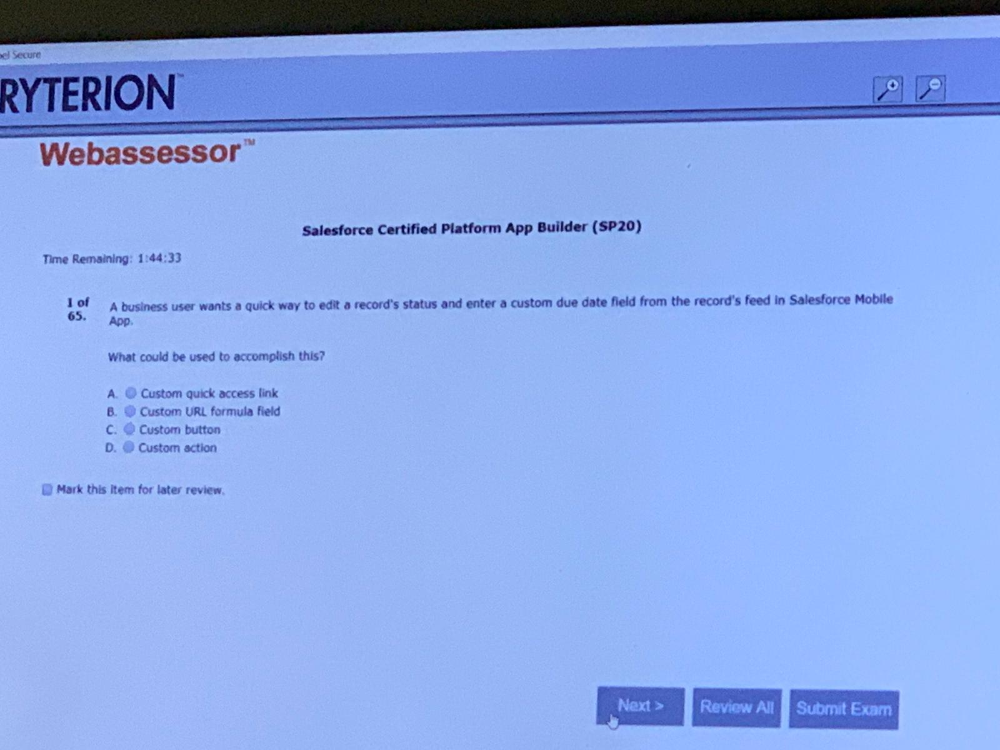 Secure
RYTERION™
Webassessor™
Salesforce Certified Platform App Builder (SP20)
Time Remaining: 1:44:33
1 of
65.
A business user wants a quick way to edit a record's status and enter a custom due date field from the record's feed in Salesforce Mobile
App.
What could be used to accomplish this?
A. Custom quick access link
B. Custom URL formula field
C. Custom button
D. Custom action
Mark this item for later review.
Next > Review All Submit Exam